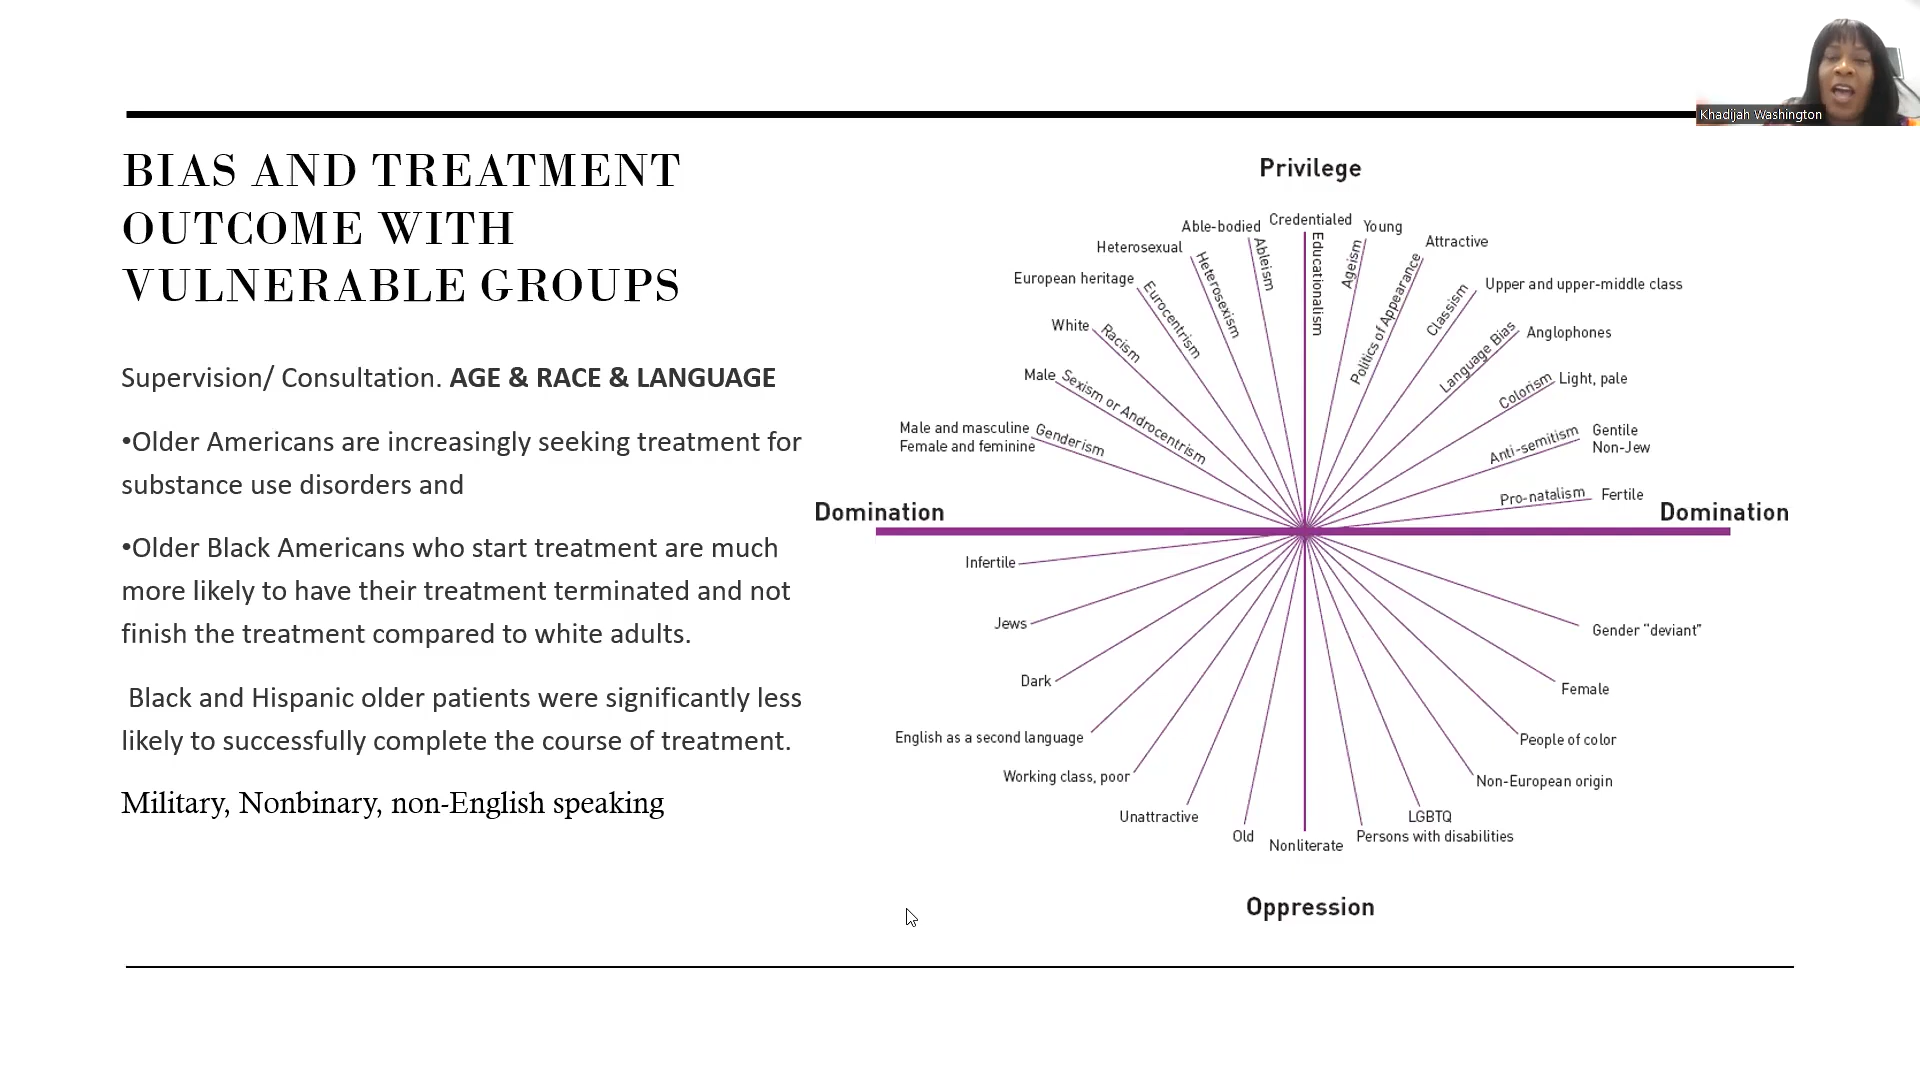 Khadijah Washington
BIAS AND TREATMENT
OUTCOME WITH
VULNERABLE GROUPS
Supervision/ Consultation. AGE & RACE & LANGUAGE
•Older Americans are increasingly seeking treatment for
substance use disorders and
•Older Black Americans who start treatment are much
more likely to have their treatment terminated and not
finish the treatment compared to white adults.
Black and Hispanic older patients were significantly less
likely to successfully complete the course of treatment.
Military, Nonbinary, non-English speaking
Privilege
Credentialed
Able-bodied
Young
Heterosexual
Attractive
European heritage
Upper and upper-middle class
White
Anglophones
Male
Light, pale
Male and masculine
Female and feminine
Gentile
Non-Jew
Fertile
Genderism
Sexism or Androcentrism
Racism
Eurocentrism
Heterosexism
Ableism
Educationalism
Ageism
Politics of Appearance
Classism
Language Bias
Colorism
Anti-semitism
Pro-natalism
Domination
Domination
Infertile
Jews
Gender “deviant”
Dark
Female
English as a second language
People of color
Working class, poor
Non-European origin
Unattractive
LGBTQ
Old
Persons with disabilities
Nonliterate
Oppression